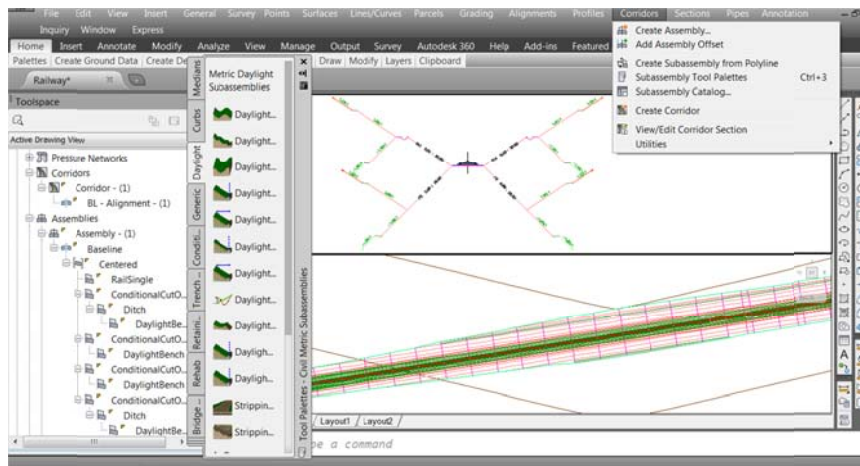 File Edit View Insert General Survey Points Surfaces Lines/Curves Parcels Grading Alignments Profiles Corridors Sections Pipes Annotation
Inquiry Window Express
Home Insert Annotate Modify Analyze View Manage Output Survey Autodesk 360 Help Add-ins Featured
Palettes Create Ground Data Create De Draw Modify Layers Clipboard
Railway*
Toolspace
Active Drawing View
Pressure Networks
Corridors
Corridor - (1)
BL - Alignment - (1)
Assemblies
Assembly - (1)
Baseline
Centered
RailSingle
ConditionalCutO...
Ditch
DaylightBe...
ConditionalCutO...
DaylightBench
ConditionalCutO...
DaylightBench
ConditionalCutO...
Ditch
DaylightBe...
Medians
Curbs
Daylight
Generic
Conditi...
Trench ...
Retaini...
Rehab
Bridge ...
Metric Daylight
Subassemblies
Daylight...
Daylight...
Daylight...
Daylight...
Daylight...
Daylight...
Daylight...
Daylight...
Daylight...
Dayligh...
Dayligh...
Strippin...
Strippin...
Tool Palettes - Civil Metric Subassemblies
Create Assembly...
Add Assembly Offset
Create Subassembly from Polyline
Subassembly Tool Palettes Ctrl+3
Subassembly Catalog...
Create Corridor
View/Edit Corridor Section
Utilities
Layout1 Layout2
pe a command